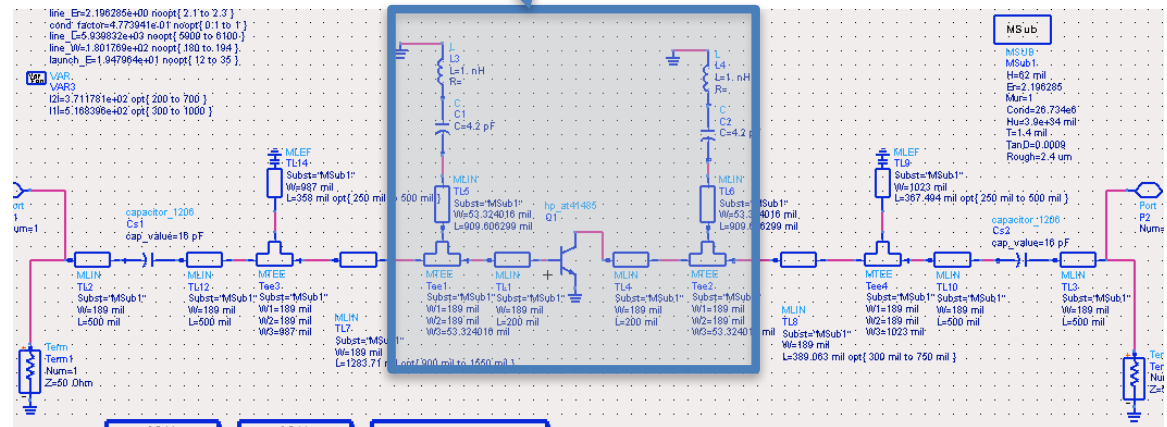 line_Er=2.196285e+00 noopt{ 2.1 to 2.3 }
cond_factor=4.773941e-01 noopt{ 0.1 to 1 }
line_L=5.939832e+03 noopt{ 5900 to 6100 }
line_W=1.801769e+02 noopt{ 180 to 194 }
launch_E=1.947964e+01 noopt{ 12 to 35 }
Var
Eqn
VAR
VAR3
l2l=3.711781e+02 opt{ 200 to 700 }
l1l=5.168396e+02 opt{ 300 to 1000 }
L
L3
L=1. nH
R=
C
C1
C=4.2 pF
L
L4
L=1. nH
R=
C
C2
C=4.2 pF
MSub
MSUB
MSub1
H=62 mil
Er=2.196285
Mur=1
Cond=26.734e6
Hu=3.9e+34 mil
T=1.4 mil
TanD=0.0009
Rough=2.4 um
MLEF
TL14
Subst="MSub1"
W=987 mil
L=358 mil opt{ 250 mil to 500 mil }
MLIN
TL5
Subst="MSub1"
W=53.324016 mil
L=909.606299 mil
hp_at41485
Q1
MLIN
TL6
Subst="MSub1"
W=53.324016 mil
L=909.606299 mil
MLEF
TL9
Subst="MSub1"
W=1023 mil
L=367.494 mil opt{ 250 mil to 500 mil }
capacitor_1206
Cs1
cap_value=16 pF
capacitor_1206
Cs2
cap_value=16 pF
Port
P2
Num=
MLIN
TL2
Subst="MSub1"
W=189 mil
L=500 mil
MLIN
TL12
Subst="MSub1"
W=189 mil
L=500 mil
MTEE
Tee3
Subst="MSub1"
W1=189 mil
W2=189 mil
W3=987 mil
MLIN
TL7
Subst="MSub1"
W=189 mil
L=1283.71 mil opt{ 900 mil to 1550 mil }
MTEE
Tee1
Subst="MSub1"
W1=189 mil
W2=189 mil
W3=53.324016 mil
MLIN
TL1
Subst="MSub1"
W=189 mil
L=200 mil
MLIN
TL4
Subst="MSub1"
W=189 mil
L=200 mil
MTEE
Tee2
Subst="MSub1"
W1=189 mil
W2=189 mil
W3=53.324016 mil
MLIN
TL8
Subst="MSub1"
W=189 mil
L=389.063 mil opt{ 300 mil to 750 mil }
MTEE
Tee4
Subst="MSub1"
W1=189 mil
W2=189 mil
W3=1023 mil
MLIN
TL10
Subst="MSub1"
W=189 mil
L=500 mil
MLIN
TL3
Subst="MSub1"
W=189 mil
L=500 mil
Term
Term1
Num=1
Z=50 Ohm